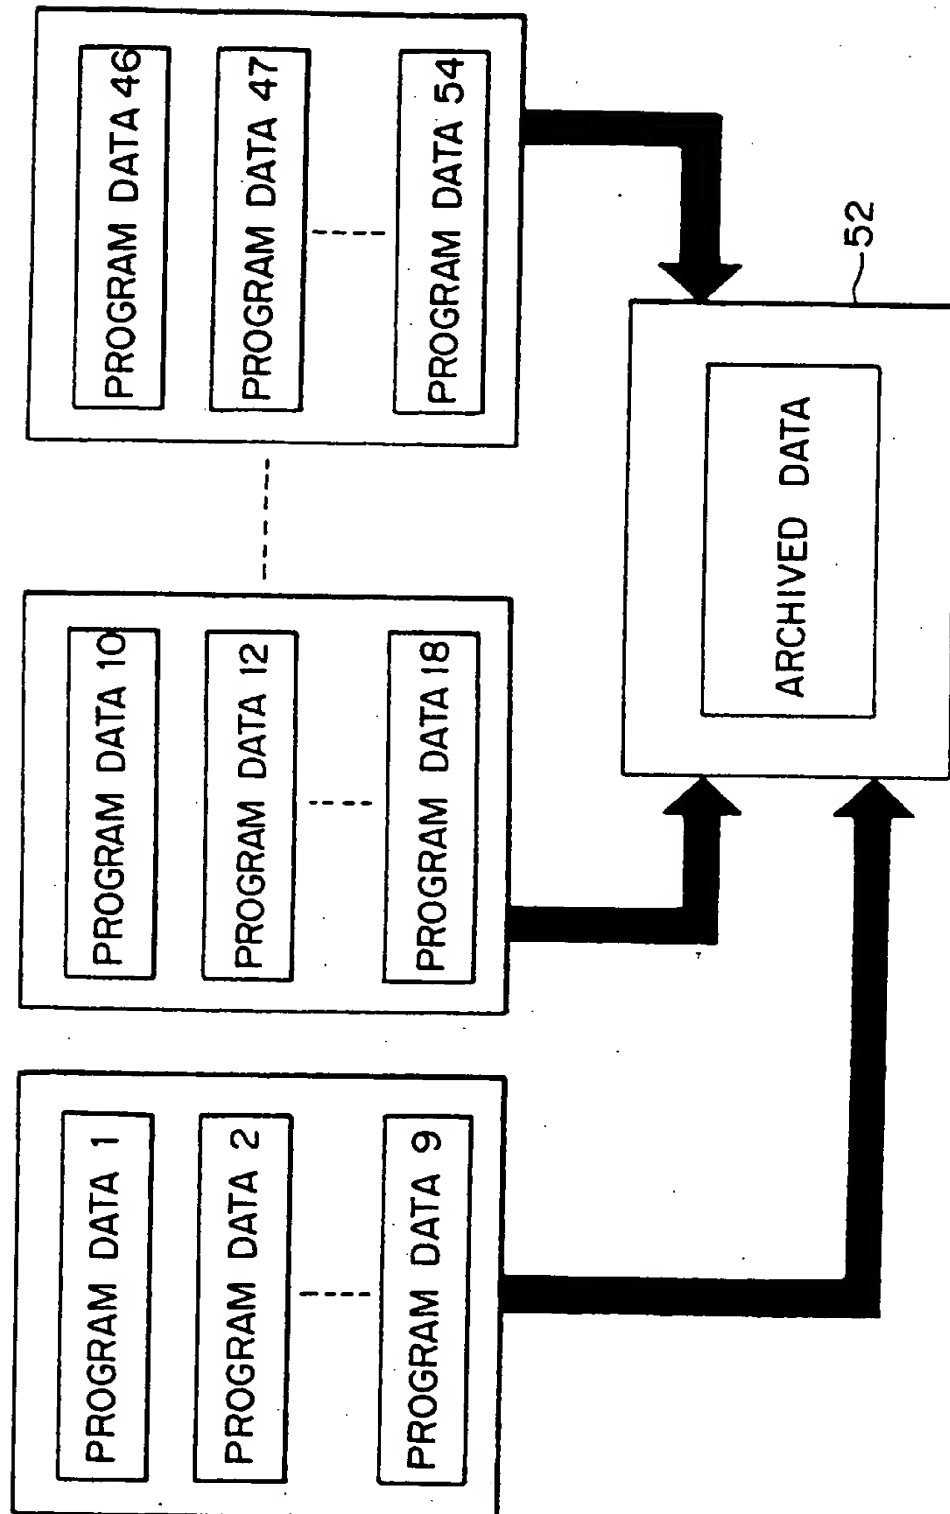 PROGRAM DATA 1
PROGRAM DATA 2
PROGRAM DATA 9
PROGRAM DATA 10
PROGRAM DATA 12
PROGRAM DATA 18
PROGRAM DATA 46
PROGRAM DATA 47
PROGRAM DATA 54
ARCHIVED DATA
52